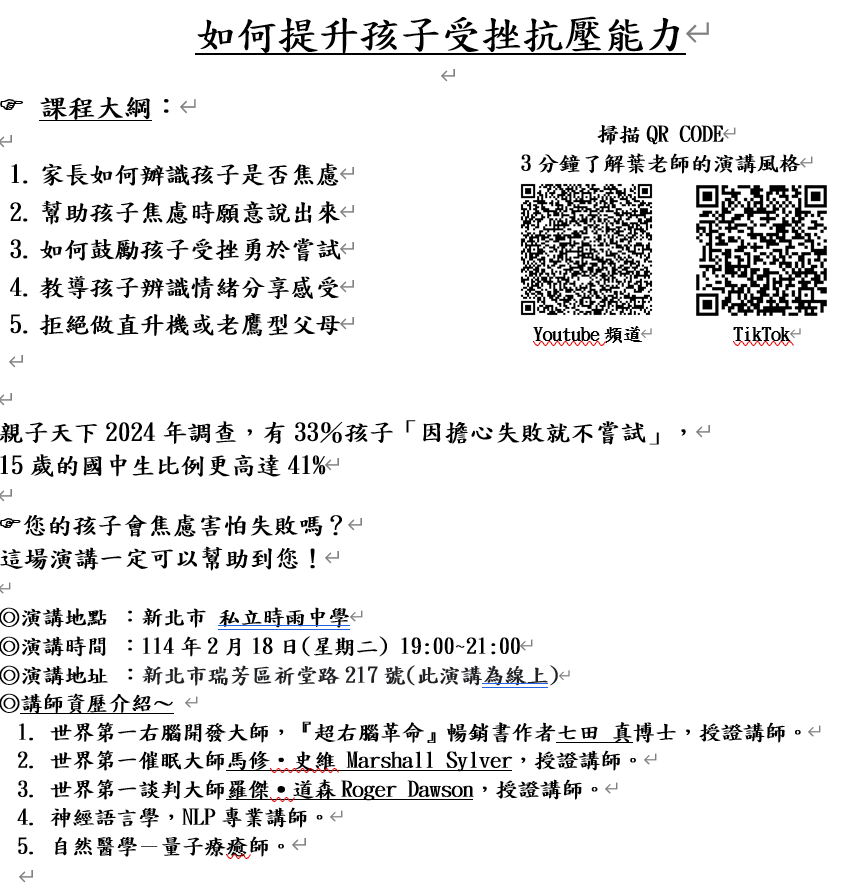 如何提升孩子受挫抗壓能力
☞ 課程大綱：
1. 家長如何辨識孩子是否焦慮
2. 幫助孩子焦慮時願意說出來
3. 如何鼓勵孩子受挫勇於嘗試
4. 教導孩子辨識情緒分享感受
5. 拒絕做直升機或老鷹型父母
掃描 QR CODE
3 分鐘了解葉老師的演講風格
Youtube 頻道
TikTok
親子天下 2024 年調查，有 33%孩子「因擔心失敗就不嘗試」，
15 歲的國中生比例更高達 41%
☞您的孩子會焦慮害怕失敗嗎？
這場演講一定可以幫助到您！
◎演講地點 ：新北市 私立時雨中學
◎演講時間 ：114 年 2 月 18 日(星期二) 19:00~21:00
◎演講地址 ：新北市瑞芳區祈堂路 217 號(此演講為線上)
◎講師資歷介紹～
1. 世界第一右腦開發大師，『超右腦革命』暢銷書作者七田 真博士，授證講師。
2. 世界第一催眠大師馬修·史維 Marshall Sylver，授證講師。
3. 世界第一談判大師羅傑•道森 Roger Dawson，授證講師。
4. 神經語言學，NLP 專業講師。
5. 自然醫學－量子療癒師。